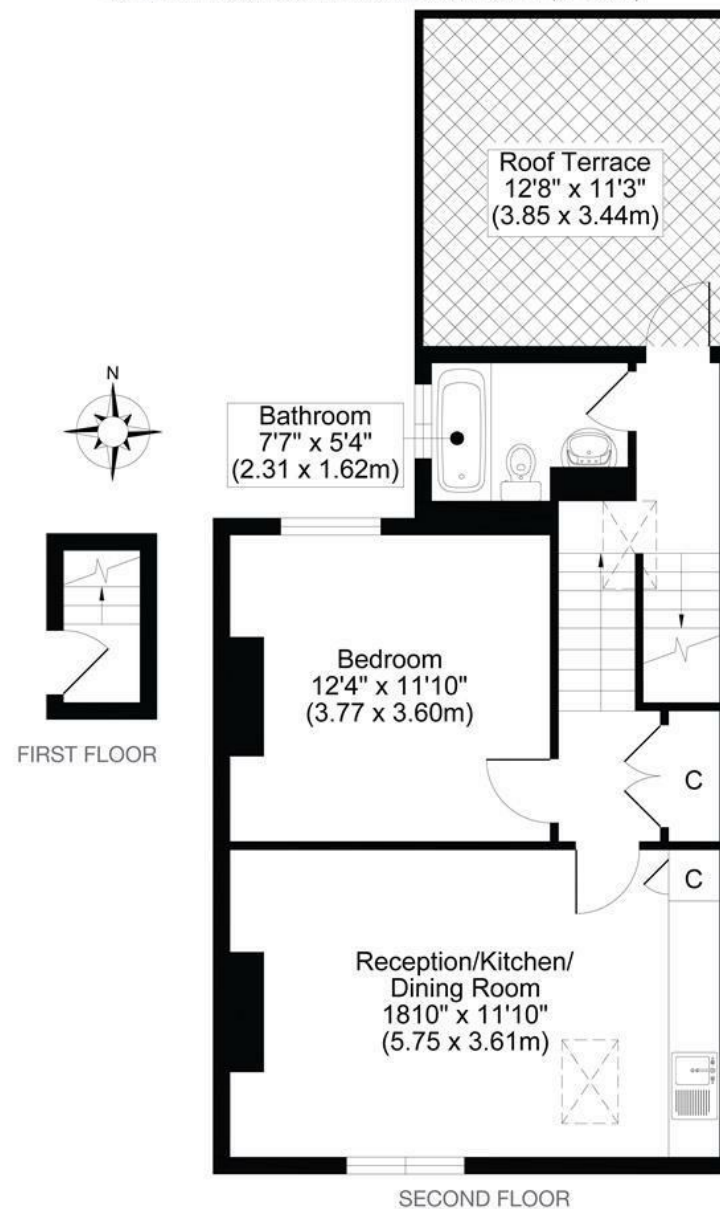 Roof Terrace
12'8" x 11'3"
(3.85 x 3.44m)
N
Bathroom
7'7" x 5'4"
(2.31 x 1.62m)
Bedroom
12'4" x 11'10"
(3.77 x 3.60m)
FIRST FLOOR
C
C
Reception/Kitchen/
Dining Room
1810" x 11'10"
(5.75 x 3.61m)
SECOND FLOOR